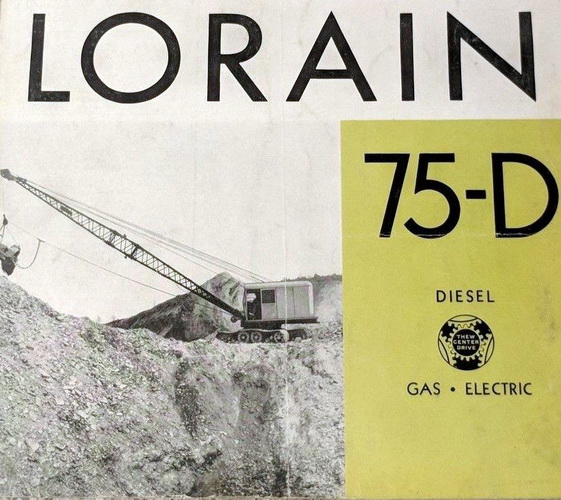 LORAIN
75-D
DIESEL
THEW
CENTER
DRIVE
GAS • ELECTRIC